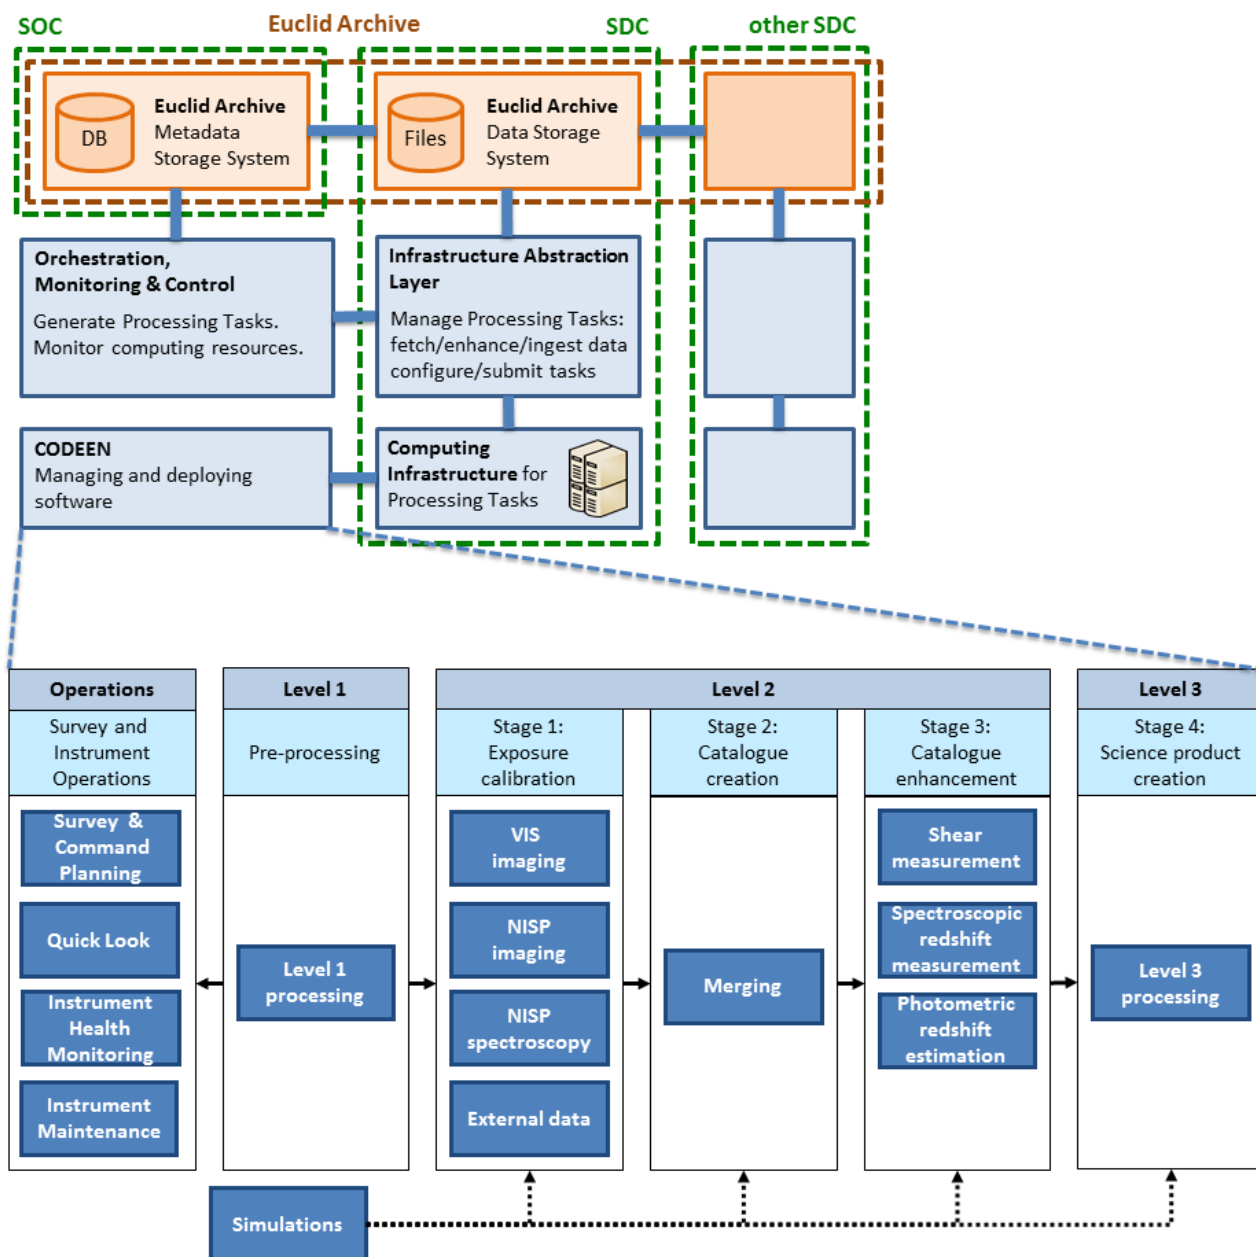 SOC
Euclid Archive
SDC
other SDC
DB
Euclid Archive
Metadata
Storage System
Files
Euclid Archive
Data Storage
System
Orchestration,
Monitoring & Control
Generate Processing Tasks.
Monitor computing resources.
Infrastructure Abstraction
Layer
Manage Processing Tasks:
fetch/enhance/ingest data
configure/submit tasks
CODEEN
Managing and deploying
software
Computing
Infrastructure for
Processing Tasks
Operations
Level 1
Level 2
Level 3
Survey and
Instrument
Operations
Pre-processing
Stage 1:
Exposure
calibration
Stage 2:
Catalogue
creation
Stage 3:
Catalogue
enhancement
Stage 4:
Science product
creation
Survey &
Command
Planning
Quick Look
Instrument
Health
Monitoring
Instrument
Maintenance
Level 1
processing
VIS
imaging
NISP
imaging
NISP
spectroscopy
External data
Merging
Shear
measurement
Spectroscopic
redshift
measurement
Photometric
redshift
estimation
Level 3
processing
Simulations